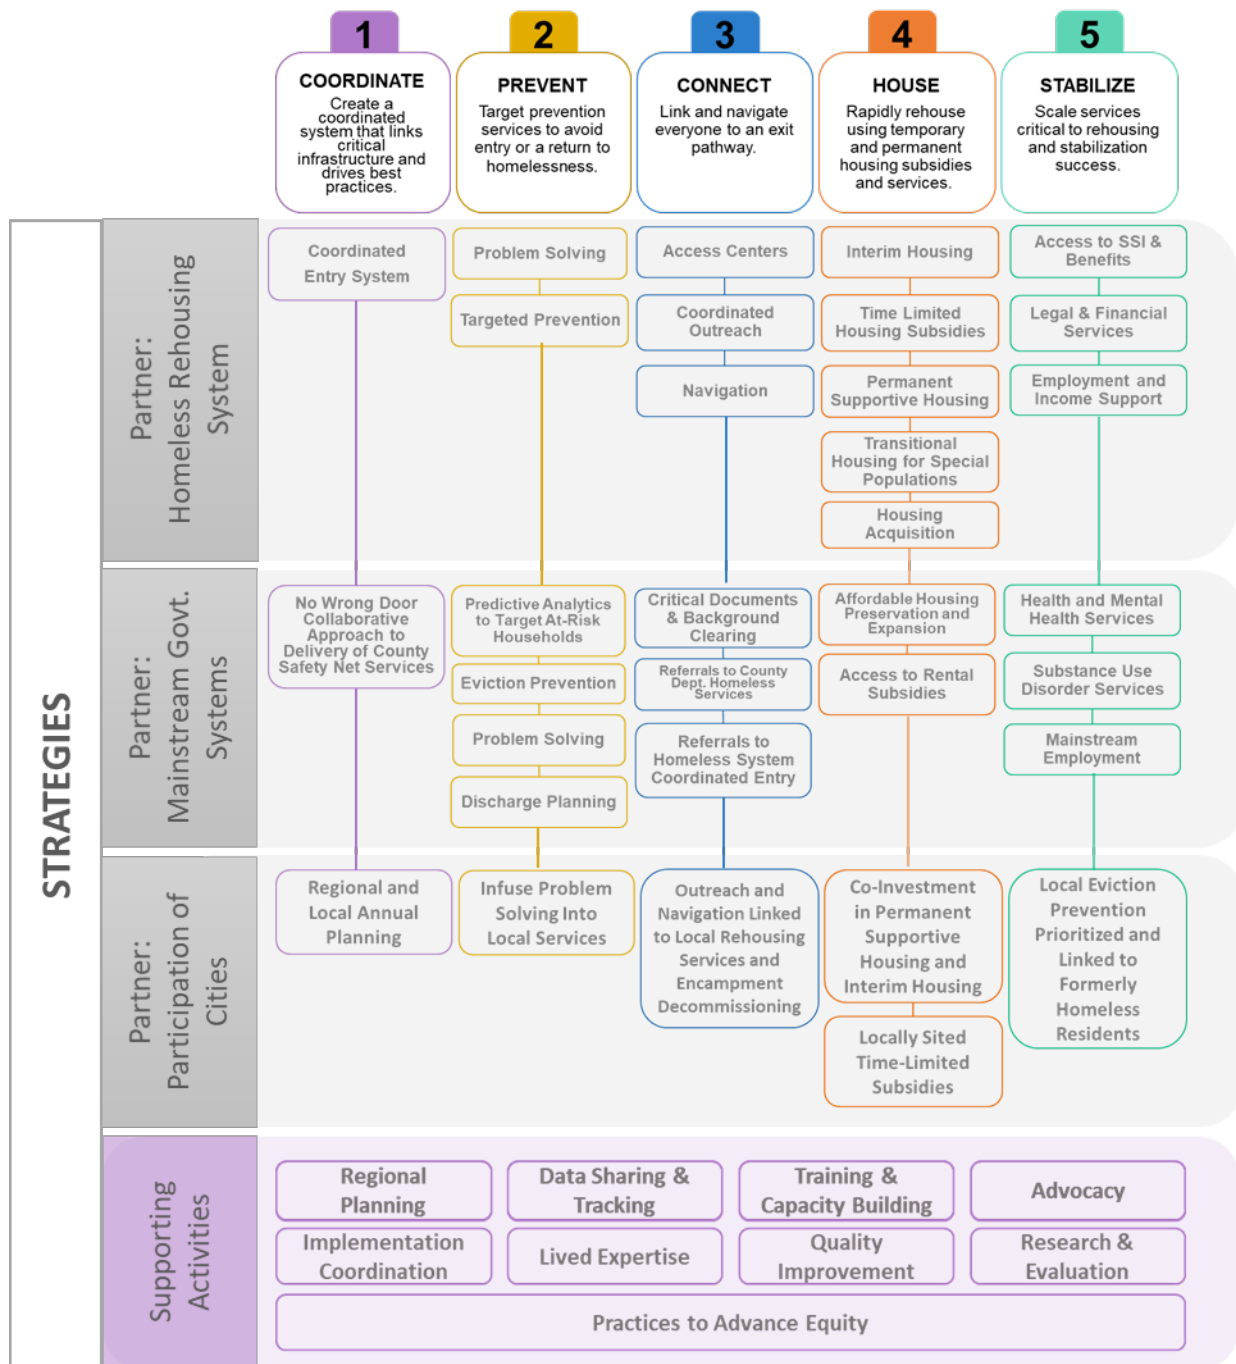 1
COORDINATE
Create a
coordinated
system that links
critical
infrastructure and
drives best
practices.
2
PREVENT
Target prevention
services to avoid
entry or a return to
homelessness.
3
CONNECT
Link and navigate
everyone to an exit
pathway.
4
HOUSE
Rapidly rehouse
using temporary
and permanent
housing subsidies
and services.
5
STABILIZE
Scale services
critical to rehousing
and stabilization
success.
STRATEGIES
Partner:
Homeless Rehousing
System
Coordinated
Entry System
Problem Solving
Targeted Prevention
Access Centers
Coordinated
Outreach
Navigation
Interim Housing
Time Limited
Housing Subsidies
Permanent
Supportive Housing
Transitional
Housing for Special
Populations
Housing
Acquisition
Access to SSI &
Benefits
Legal & Financial
Services
Employment and
Income Support
Partner:
Mainstream Govt.
Systems
No Wrong Door
Collaborative
Approach to
Delivery of County
Safety Net Services
Predictive Analytics
to Target At-Risk
Households
Eviction Prevention
Problem Solving
Discharge Planning
Critical Documents
& Background
Clearing
Referrals to County
Dept. Homeless
Services
Referrals to
Homeless System
Coordinated Entry
Affordable Housing
Preservation and
Expansion
Access to Rental
Subsidies
Health and Mental
Health Services
Substance Use
Disorder Services
Mainstream
Employment
Partner:
Participation of
Cities
Regional and
Local Annual
Planning
Infuse Problem
Solving Into
Local Services
Outreach and
Navigation Linked
to Local Rehousing
Services and
Encampment
Decommissioning
Co-Investment
in Permanent
Supportive
Housing and
Interim Housing
Locally Sited
Time-Limited
Subsidies
Local Eviction
Prevention
Prioritized and
Linked to
Formerly
Homeless
Residents
Supporting
Activities
Regional
Planning
Data Sharing &
Tracking
Training &
Capacity Building
Advocacy
Implementation
Coordination
Lived Expertise
Quality
Improvement
Research &
Evaluation
Practices to Advance Equity